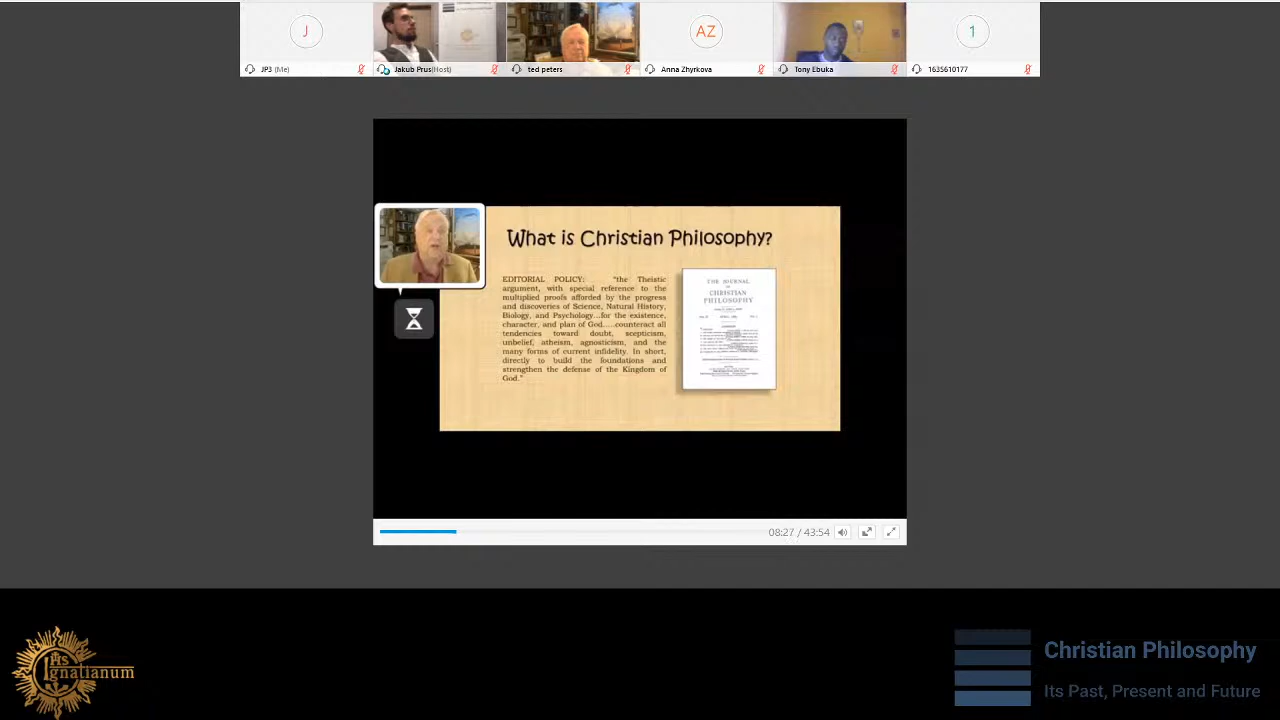 J
AZ
1
JP3 (Me)
Jakub Prus(Host)
ted peters
Anna Zhyrkova
Tony Ebuka
1635610177
What is Christian Philosophy?
EDITORIAL POLICY: "the Theistic
argument, with special reference to the
multiplied proofs afforded by the progress
and discoveries of Science, Natural History,
Biology, and Psychology...for the existence,
character, and plan of God.....counteract all
tendencies toward doubt, scepticism,
unbelief, atheism, agnosticism, and the
many forms of current infidelity. In short,
directly to build the foundations and
strengthen the defense of the Kingdom of
God."
THE JOURNAL
OF
CHRISTIAN
PHILOSOPHY
08:27 / 43:54
IHS
Ignatianum
Christian Philosophy
Its Past, Present and Future